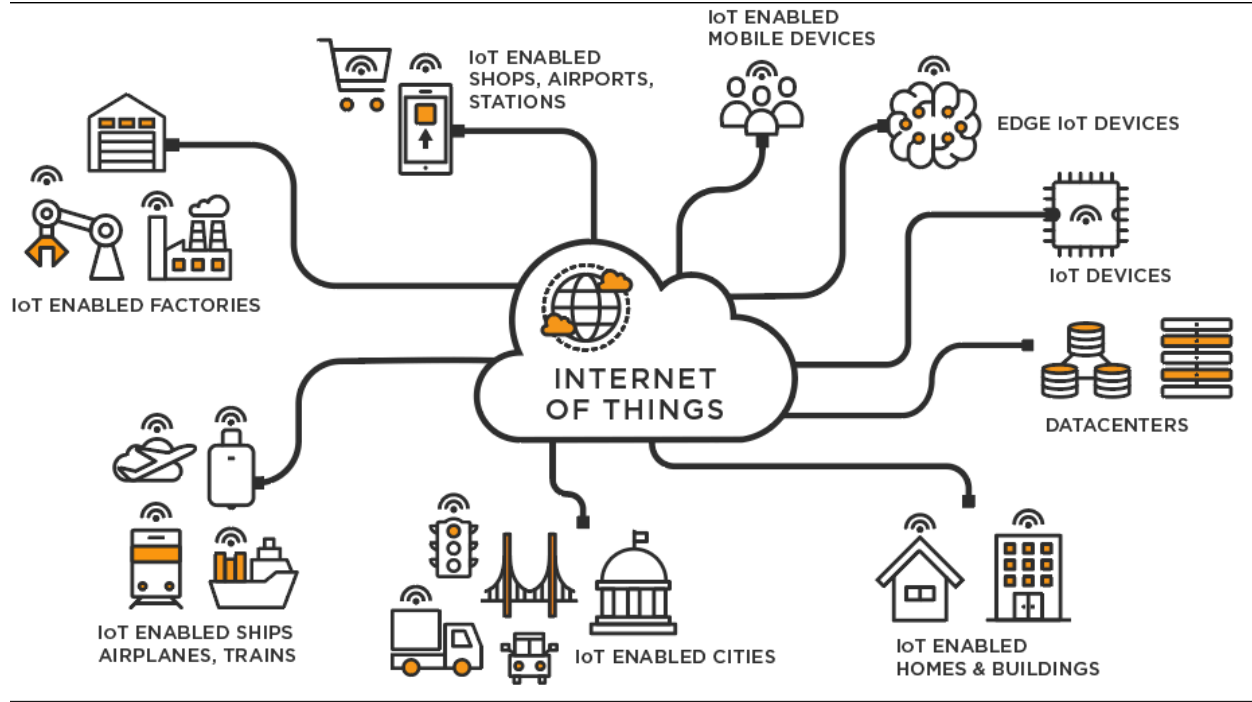 IoT ENABLED
MOBILE DEVICES
IoT ENABLED
SHOPS, AIRPORTS,
STATIONS
EDGE IoT DEVICES
IoT DEVICES
IoT ENABLED FACTORIES
INTERNET
OF THINGS
DATACENTERS
IoT ENABLED SHIPS
AIRPLANES, TRAINS
IoT ENABLED CITIES
IoT ENABLED
HOMES & BUILDINGS